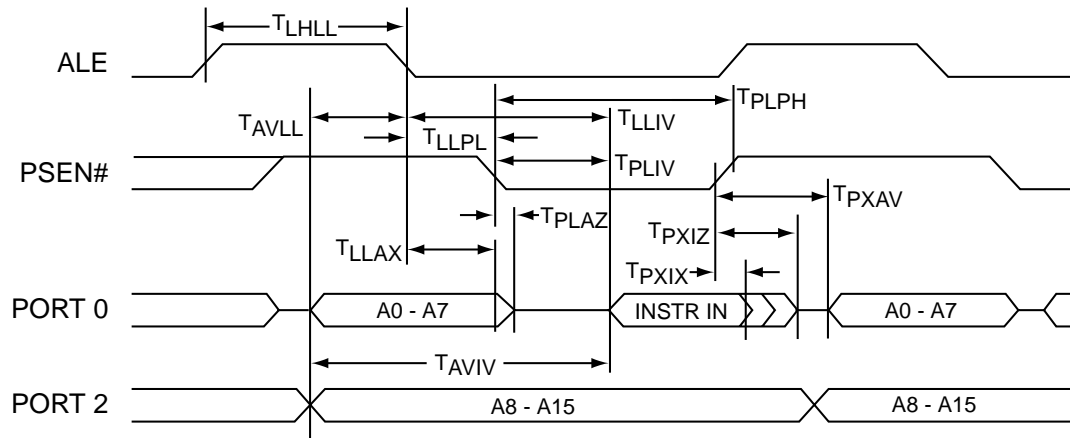 TLHLL
ALE
TPLPH
TAVLL
TLLIV
TLLPL
PSEN#
TPLIV
TPXAV
TPLAZ
TPXIZ
TLLAX
TPXIX
PORT 0
A0 - A7
INSTR IN
A0 - A7
TAVIV
PORT 2
A8 - A15
A8 - A15